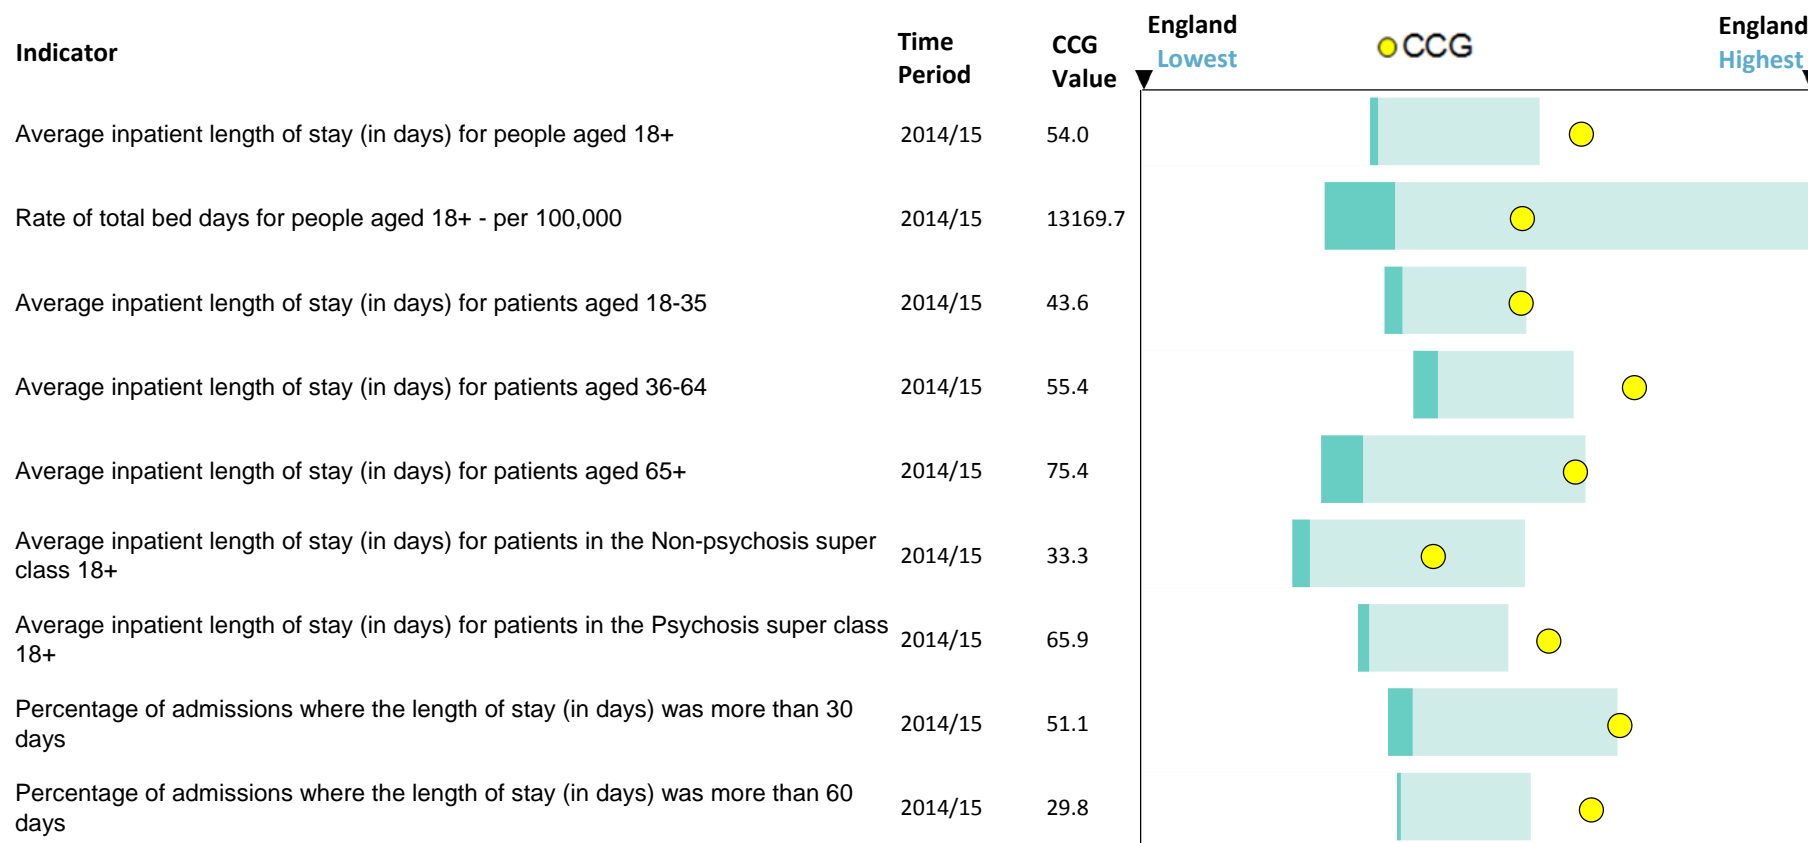 Indicator
Time Period
CCG Value
England Lowest
CCG
England Highest
Average inpatient length of stay (in days) for people aged 18+ 2014/15 54.0
Rate of total bed days for people aged 18+ - per 100,000 2014/15 13169.7
Average inpatient length of stay (in days) for patients aged 18-35 2014/15 43.6
Average inpatient length of stay (in days) for patients aged 36-64 2014/15 55.4
Average inpatient length of stay (in days) for patients aged 65+ 2014/15 75.4
Average inpatient length of stay (in days) for patients in the Non-psychosis super
class 18+ 2014/15 33.3
Average inpatient length of stay (in days) for patients in the Psychosis super class
18+ 2014/15 65.9
Percentage of admissions where the length of stay (in days) was more than 30
days 2014/15 51.1
Percentage of admissions where the length of stay (in days) was more than 60
days 2014/15 29.8